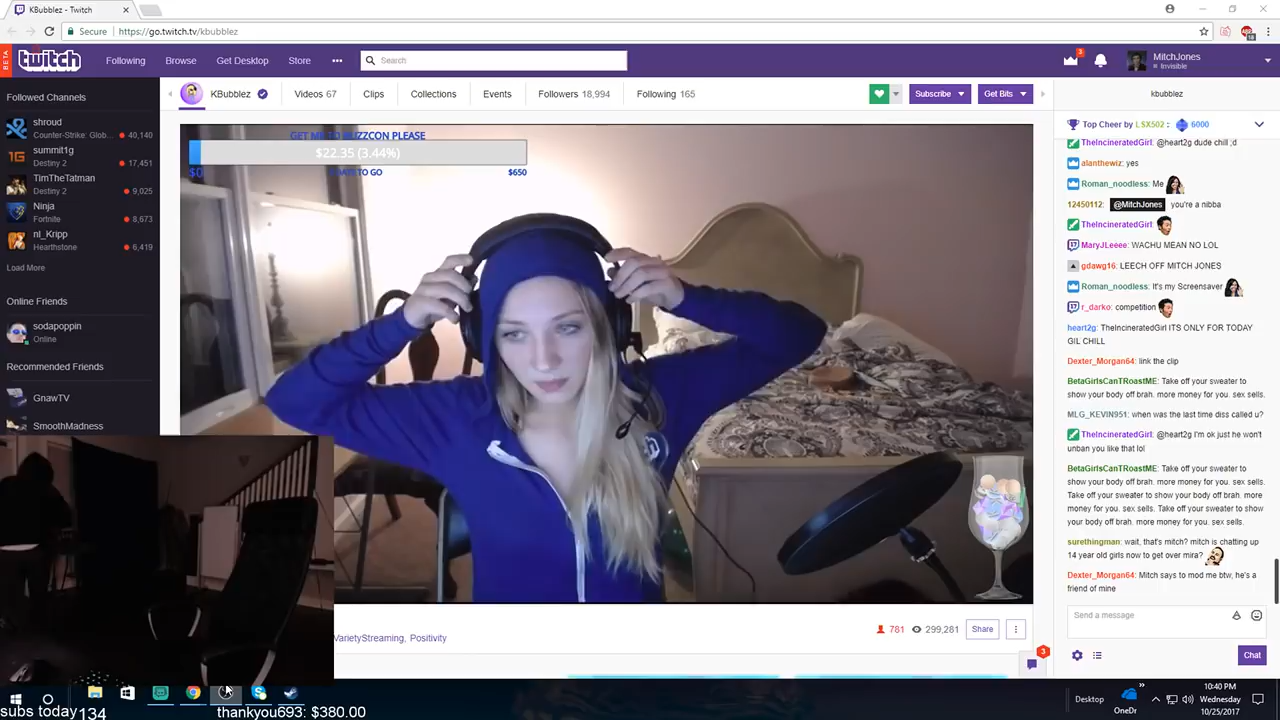 KBubblez - Twitch
Secure https://go.twitch.tv/kbubblez
BETA
twitch
Following
Browse
Get Desktop
Store
Search
3
MitchJones
Invisible
Followed Channels
shroud
Counter-Strike: Glob... 40,140
summit1g
Destiny 2 17,451
TimTheTatman
Destiny 2 9,025
Ninja
Fortnite 8,673
nl_Kripp
Hearthstone 6,419
Load More
Online Friends
sodapoppin
Online
Recommended Friends
GnawTV
SmoothMadness
KBubblez
Videos 67
Clips
Collections
Events
Followers 18,994
Following 165
Subscribe
Get Bits
GET ME TO BLIZZCON PLEASE
$22.35 (3.44%)
$0
TO GO
$650
VarietyStreaming, Positivity
781
299,281
Share
3
kbubblez
Top Cheer by LSX502 : 6000
TheIncineratedGirl: @heart2g dude chill ;d
alanthewiz: yes
Roman_noodless: Me
12450112: @MitchJones you're a nibba
TheIncineratedGirl:
MaryJLeeee: WACHU MEAN NO LOL
gdawg16: LEECH OFF MITCH JONES
Roman_noodless: It's my Screensaver
r_darko: competition
heart2g: TheIncineratedGirl ITS ONLY FOR TODAY
GIL CHILL
Dexter_Morgan64: link the clip
BetaGirlsCanTRoastME: Take off your sweater to
show your body off brah. more money for you. sex sells.
MLG_KEVIN951: when was the last time diss called u?
TheIncineratedGirl: @heart2g I'm ok just he won't
unban you like that lol
BetaGirlsCanTRoastME: Take off your sweater to
show your body off brah. more money for you. sex sells.
Take off your sweater to show your body off brah. more
money for you. sex sells. Take off your sweater to show
your body off brah. more money for you. sex sells.
surethingman: wait, that's mitch? mitch is chatting up
14 year old girls now to get over mira?
Dexter_Morgan64: Mitch says to mod me btw, he's a
friend of mine
Send a message
Chat
subs today 134
thankyou693: $380.00
Desktop
OneDr
10:40 PM
Wednesday
10/25/2017